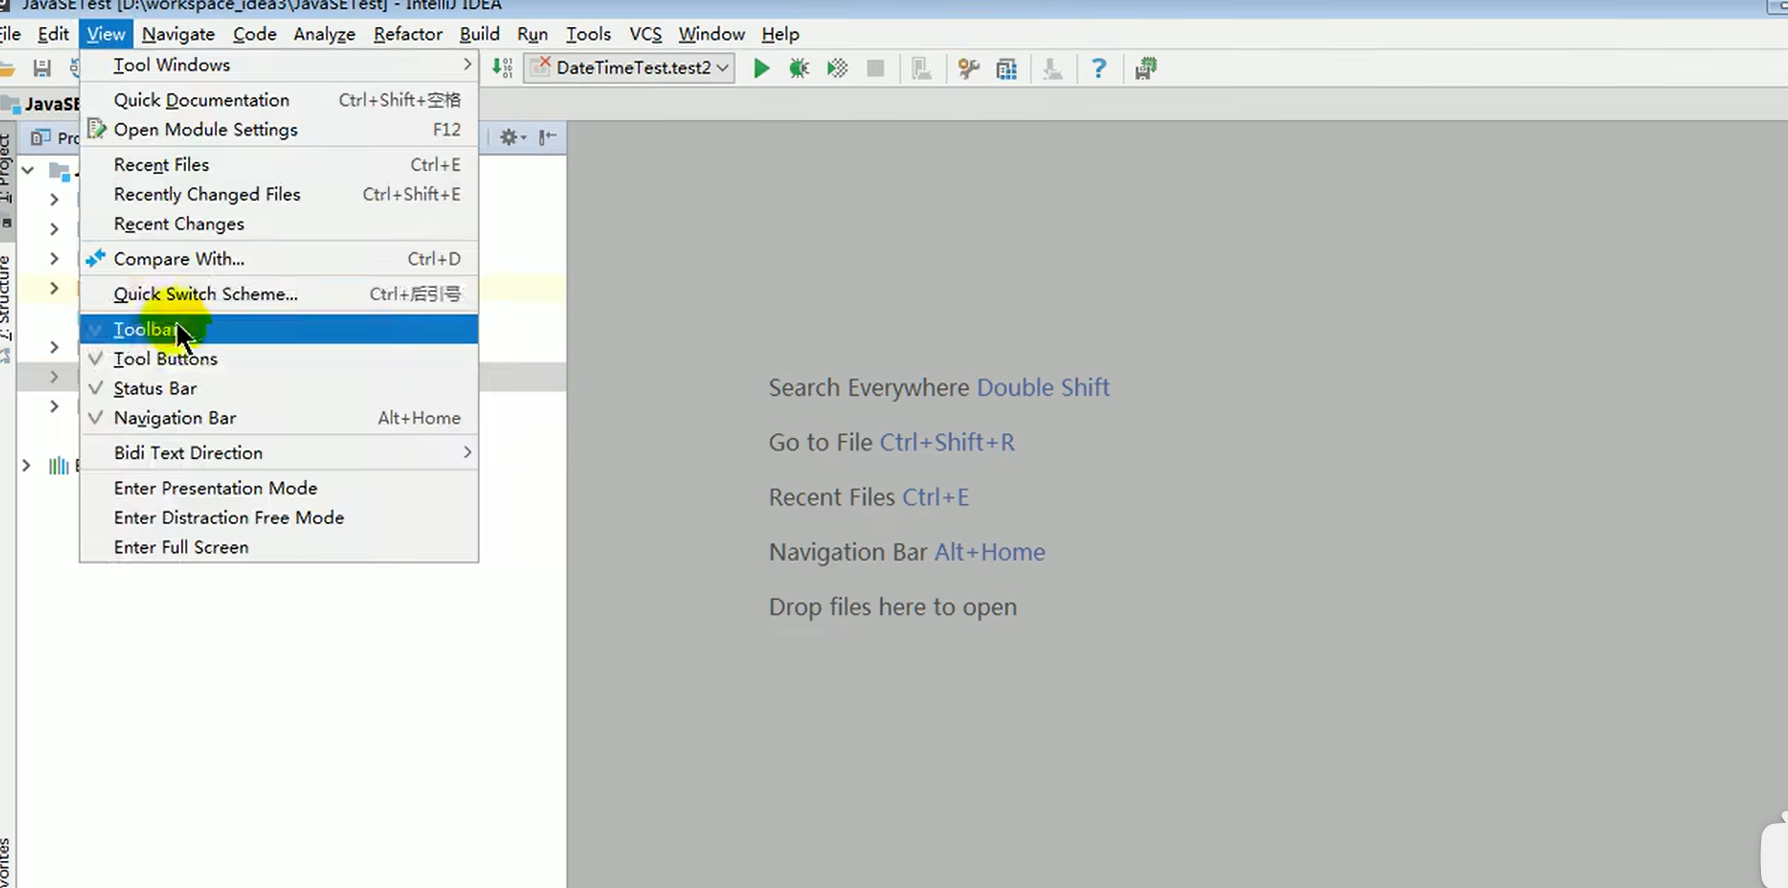 JavaSETest [D:\workspace_idea3\JavaSETest] - IntelliJ IDEA
File Edit View Navigate Code Analyze Refactor Build Run Tools VCS Window Help
DateTimeTest.test2
JavaSE
Pro
1: Project
7: Structure
Tool Windows
Quick Documentation Ctrl+Shift+空格
Open Module Settings F12
Recent Files Ctrl+E
Recently Changed Files Ctrl+Shift+E
Recent Changes
Compare With... Ctrl+D
Quick Switch Scheme... Ctrl+后引号
Toolbar
Tool Buttons
Status Bar
Navigation Bar Alt+Home
Bidi Text Direction
Enter Presentation Mode
Enter Distraction Free Mode
Enter Full Screen
Search Everywhere Double Shift
Go to File Ctrl+Shift+R
Recent Files Ctrl+E
Navigation Bar Alt+Home
Drop files here to open